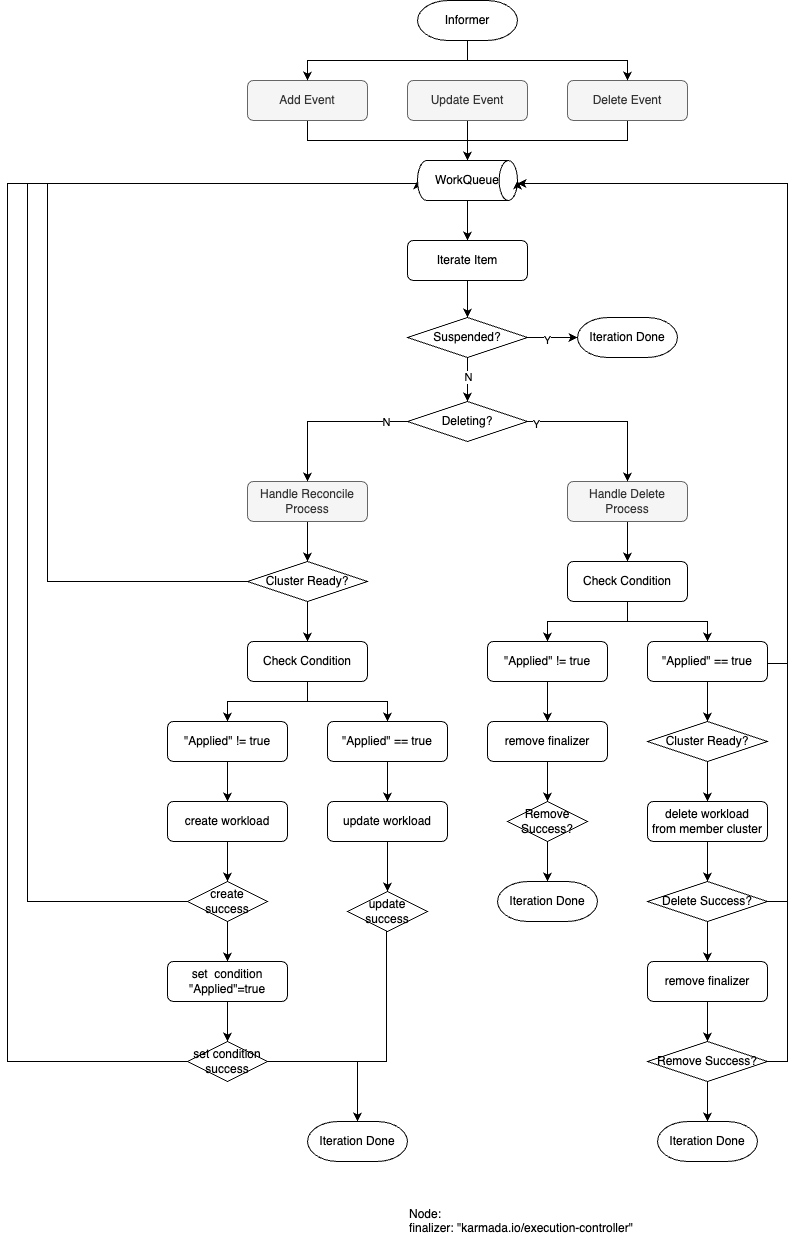 Informer
Add Event
Update Event
Delete Event
WorkQueue
Iterate Item
Suspended?
Y
Iteration Done
N
Deleting?
N
Y
Handle Reconcile
Process
Handle Delete
Process
Cluster Ready?
Check Condition
Check Condition
"Applied" != true
"Applied" == true
"Applied" != true
"Applied" == true
remove finalizer
Cluster Ready?
create workload
update workload
Remove
Success?
delete workload
from member cluster
create
success
update
success
Iteration Done
Delete Success?
set  condition
"Applied"=true
remove finalizer
set condition
success
Remove Success?
Iteration Done
Iteration Done
Node:
finalizer: "karmada.io/execution-controller"